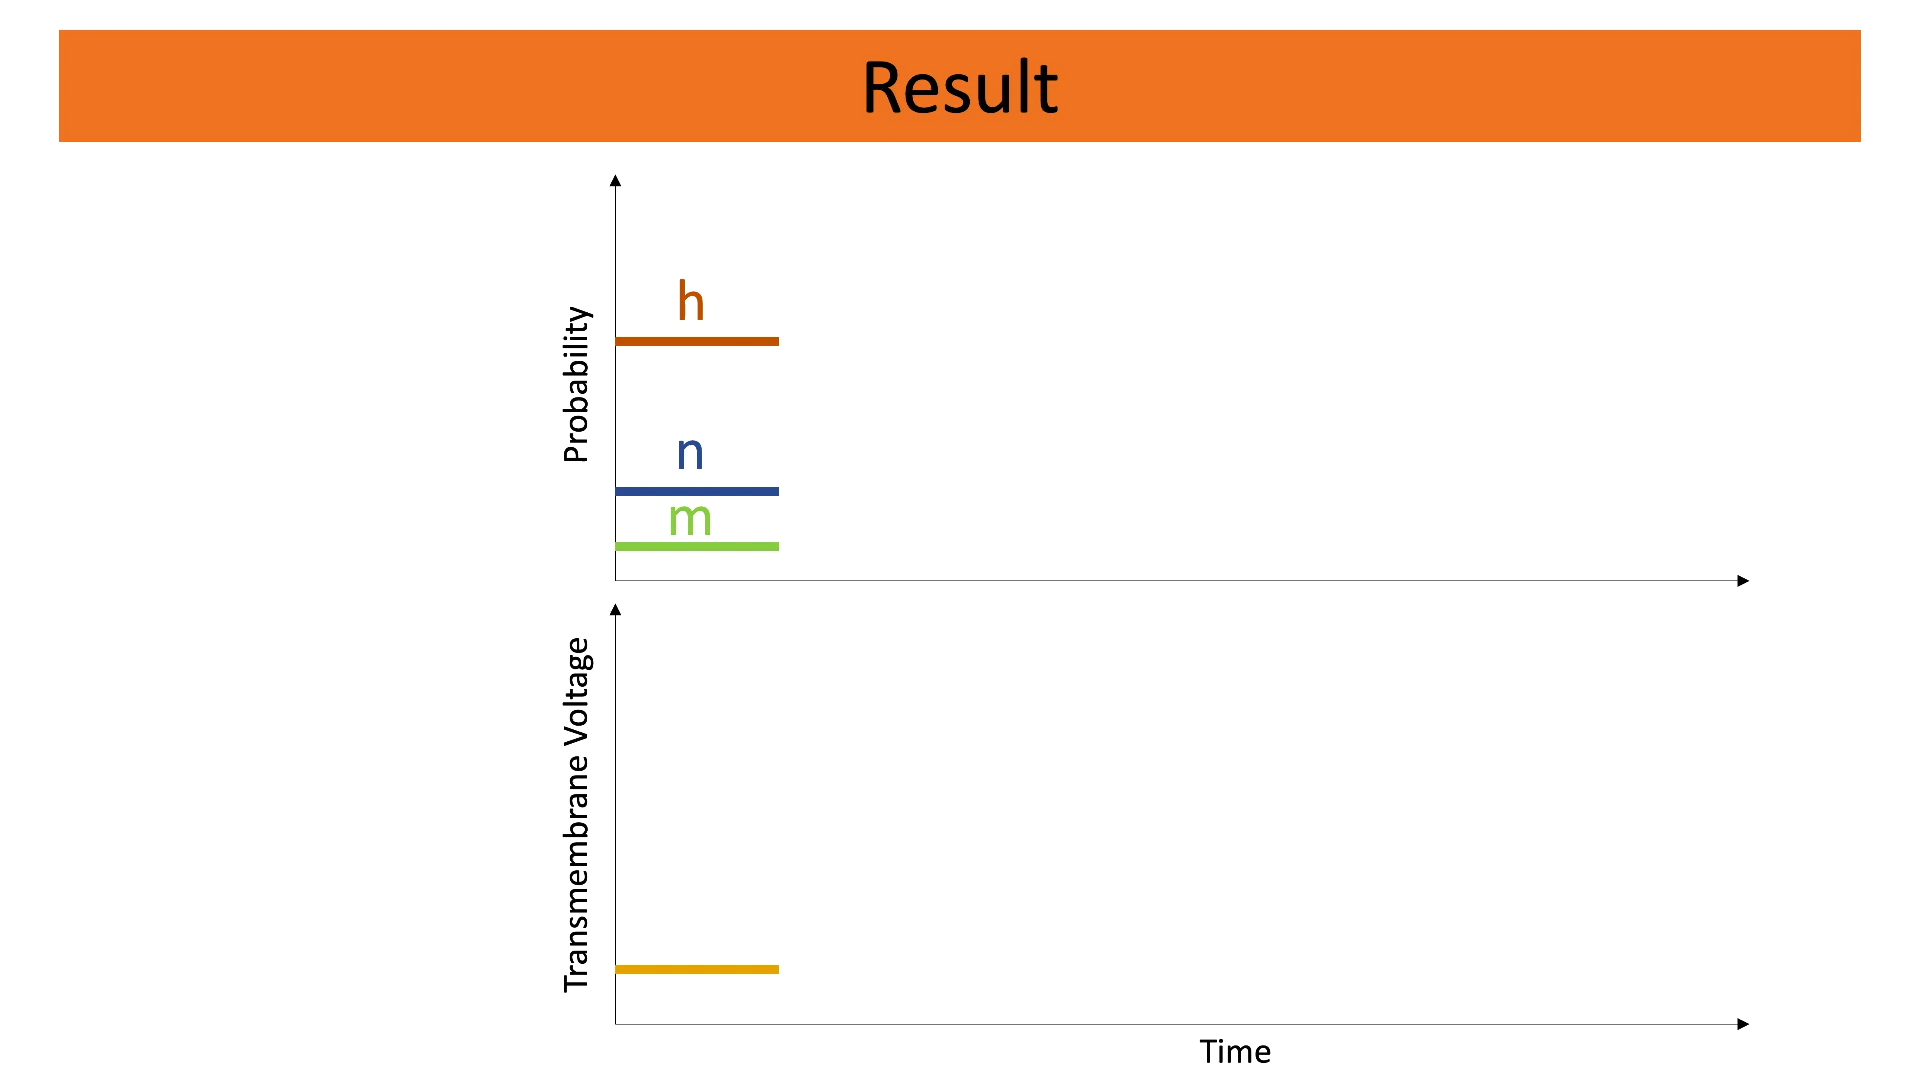 Result
Probability
h
n
m
Transmembrane Voltage
Time